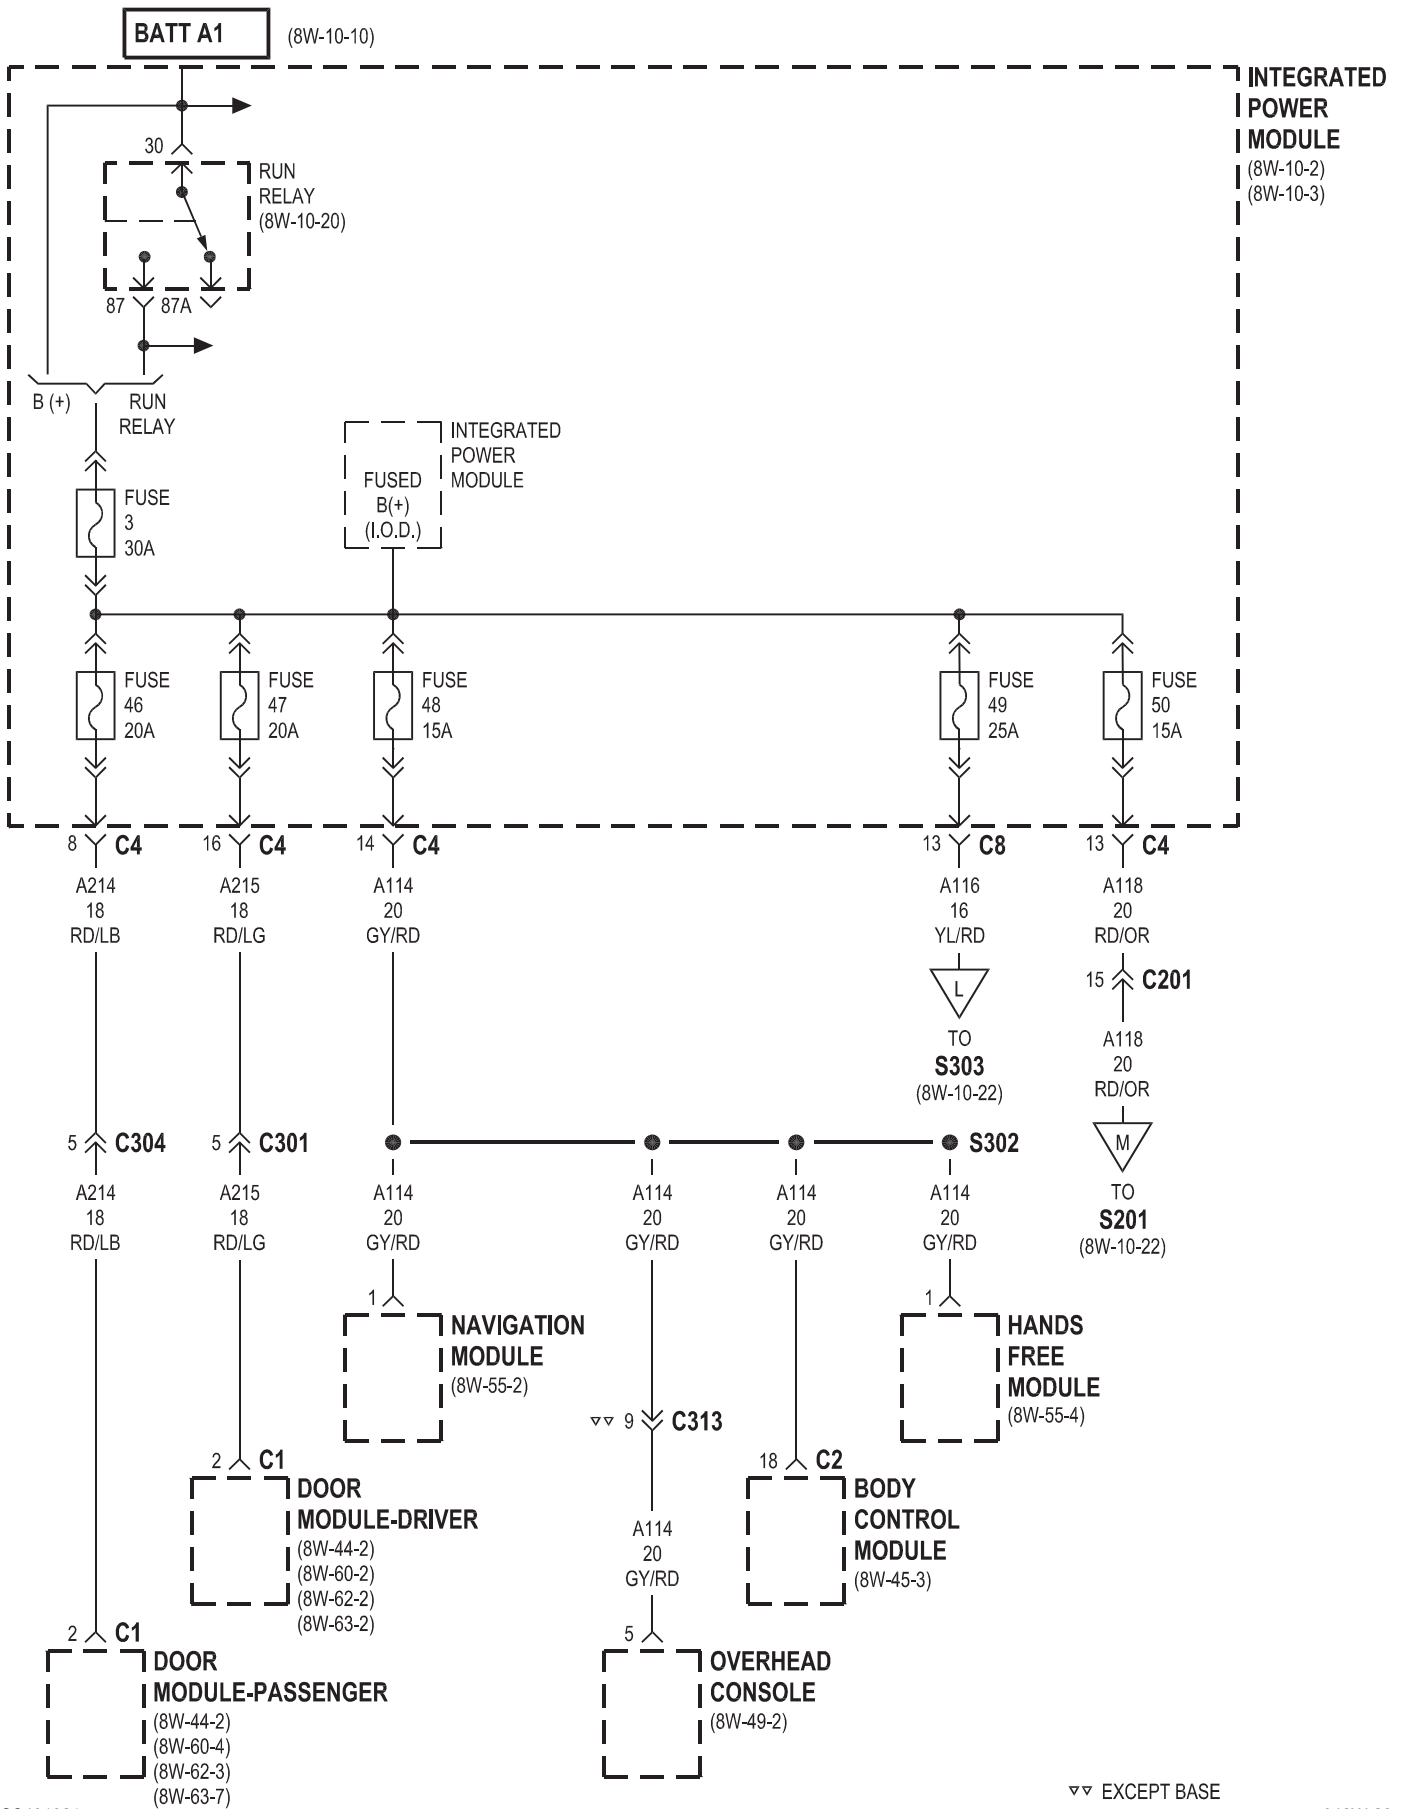 BATT A1
(8W-10-10)
INTEGRATED
POWER
MODULE
(8W-10-2)
(8W-10-3)
30
RUN
RELAY
(8W-10-20)
87
87A
B (+)
RUN
RELAY
FUSE
3
30A
INTEGRATED
POWER
MODULE
FUSED
B(+)
(I.O.D.)
FUSE
46
20A
FUSE
47
20A
FUSE
48
15A
FUSE
49
25A
FUSE
50
15A
8 C4
16 C4
14 C4
13 C8
13 C4
A214
18
RD/LB
A215
18
RD/LG
A114
20
GY/RD
A116
16
YL/RD
A118
20
RD/OR
L
TO
S303
(8W-10-22)
15 C201
A118
20
RD/OR
M
TO
S201
(8W-10-22)
5 C304
5 C301
S302
A214
18
RD/LB
A215
18
RD/LG
A114
20
GY/RD
A114
20
GY/RD
A114
20
GY/RD
A114
20
GY/RD
1
NAVIGATION
MODULE
(8W-55-2)
1
HANDS
FREE
MODULE
(8W-55-4)
▽▽ 9 C313
2 C1
DOOR
MODULE-DRIVER
(8W-44-2)
(8W-60-2)
(8W-62-2)
(8W-63-2)
18 C2
BODY
CONTROL
MODULE
(8W-45-3)
A114
20
GY/RD
2 C1
DOOR
MODULE-PASSENGER
(8W-44-2)
(8W-60-4)
(8W-62-3)
(8W-63-7)
5
OVERHEAD
CONSOLE
(8W-49-2)
▽▽ EXCEPT BASE